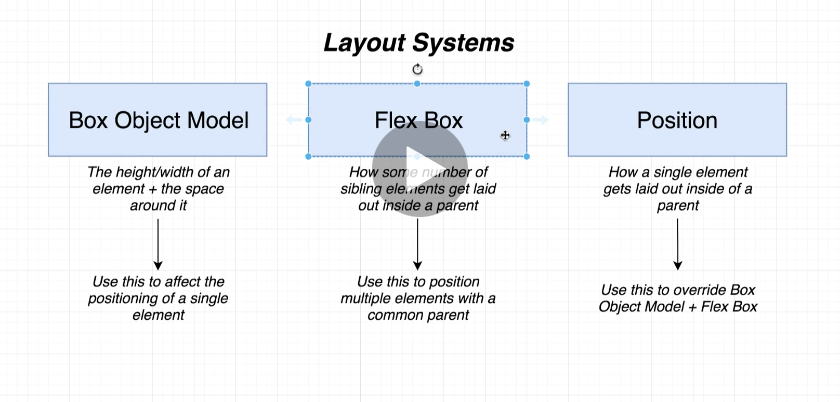 Layout Systems
Box Object Model
Flex Box
Position
The height/width of an
element + the space
around it
How some number of
sibling elements get laid
out inside a parent
How a single element
gets laid out inside of a
parent
Use this to affect the
positioning of a single
element
Use this to position
multiple elements with a
common parent
Use this to override Box
Object Model + Flex Box